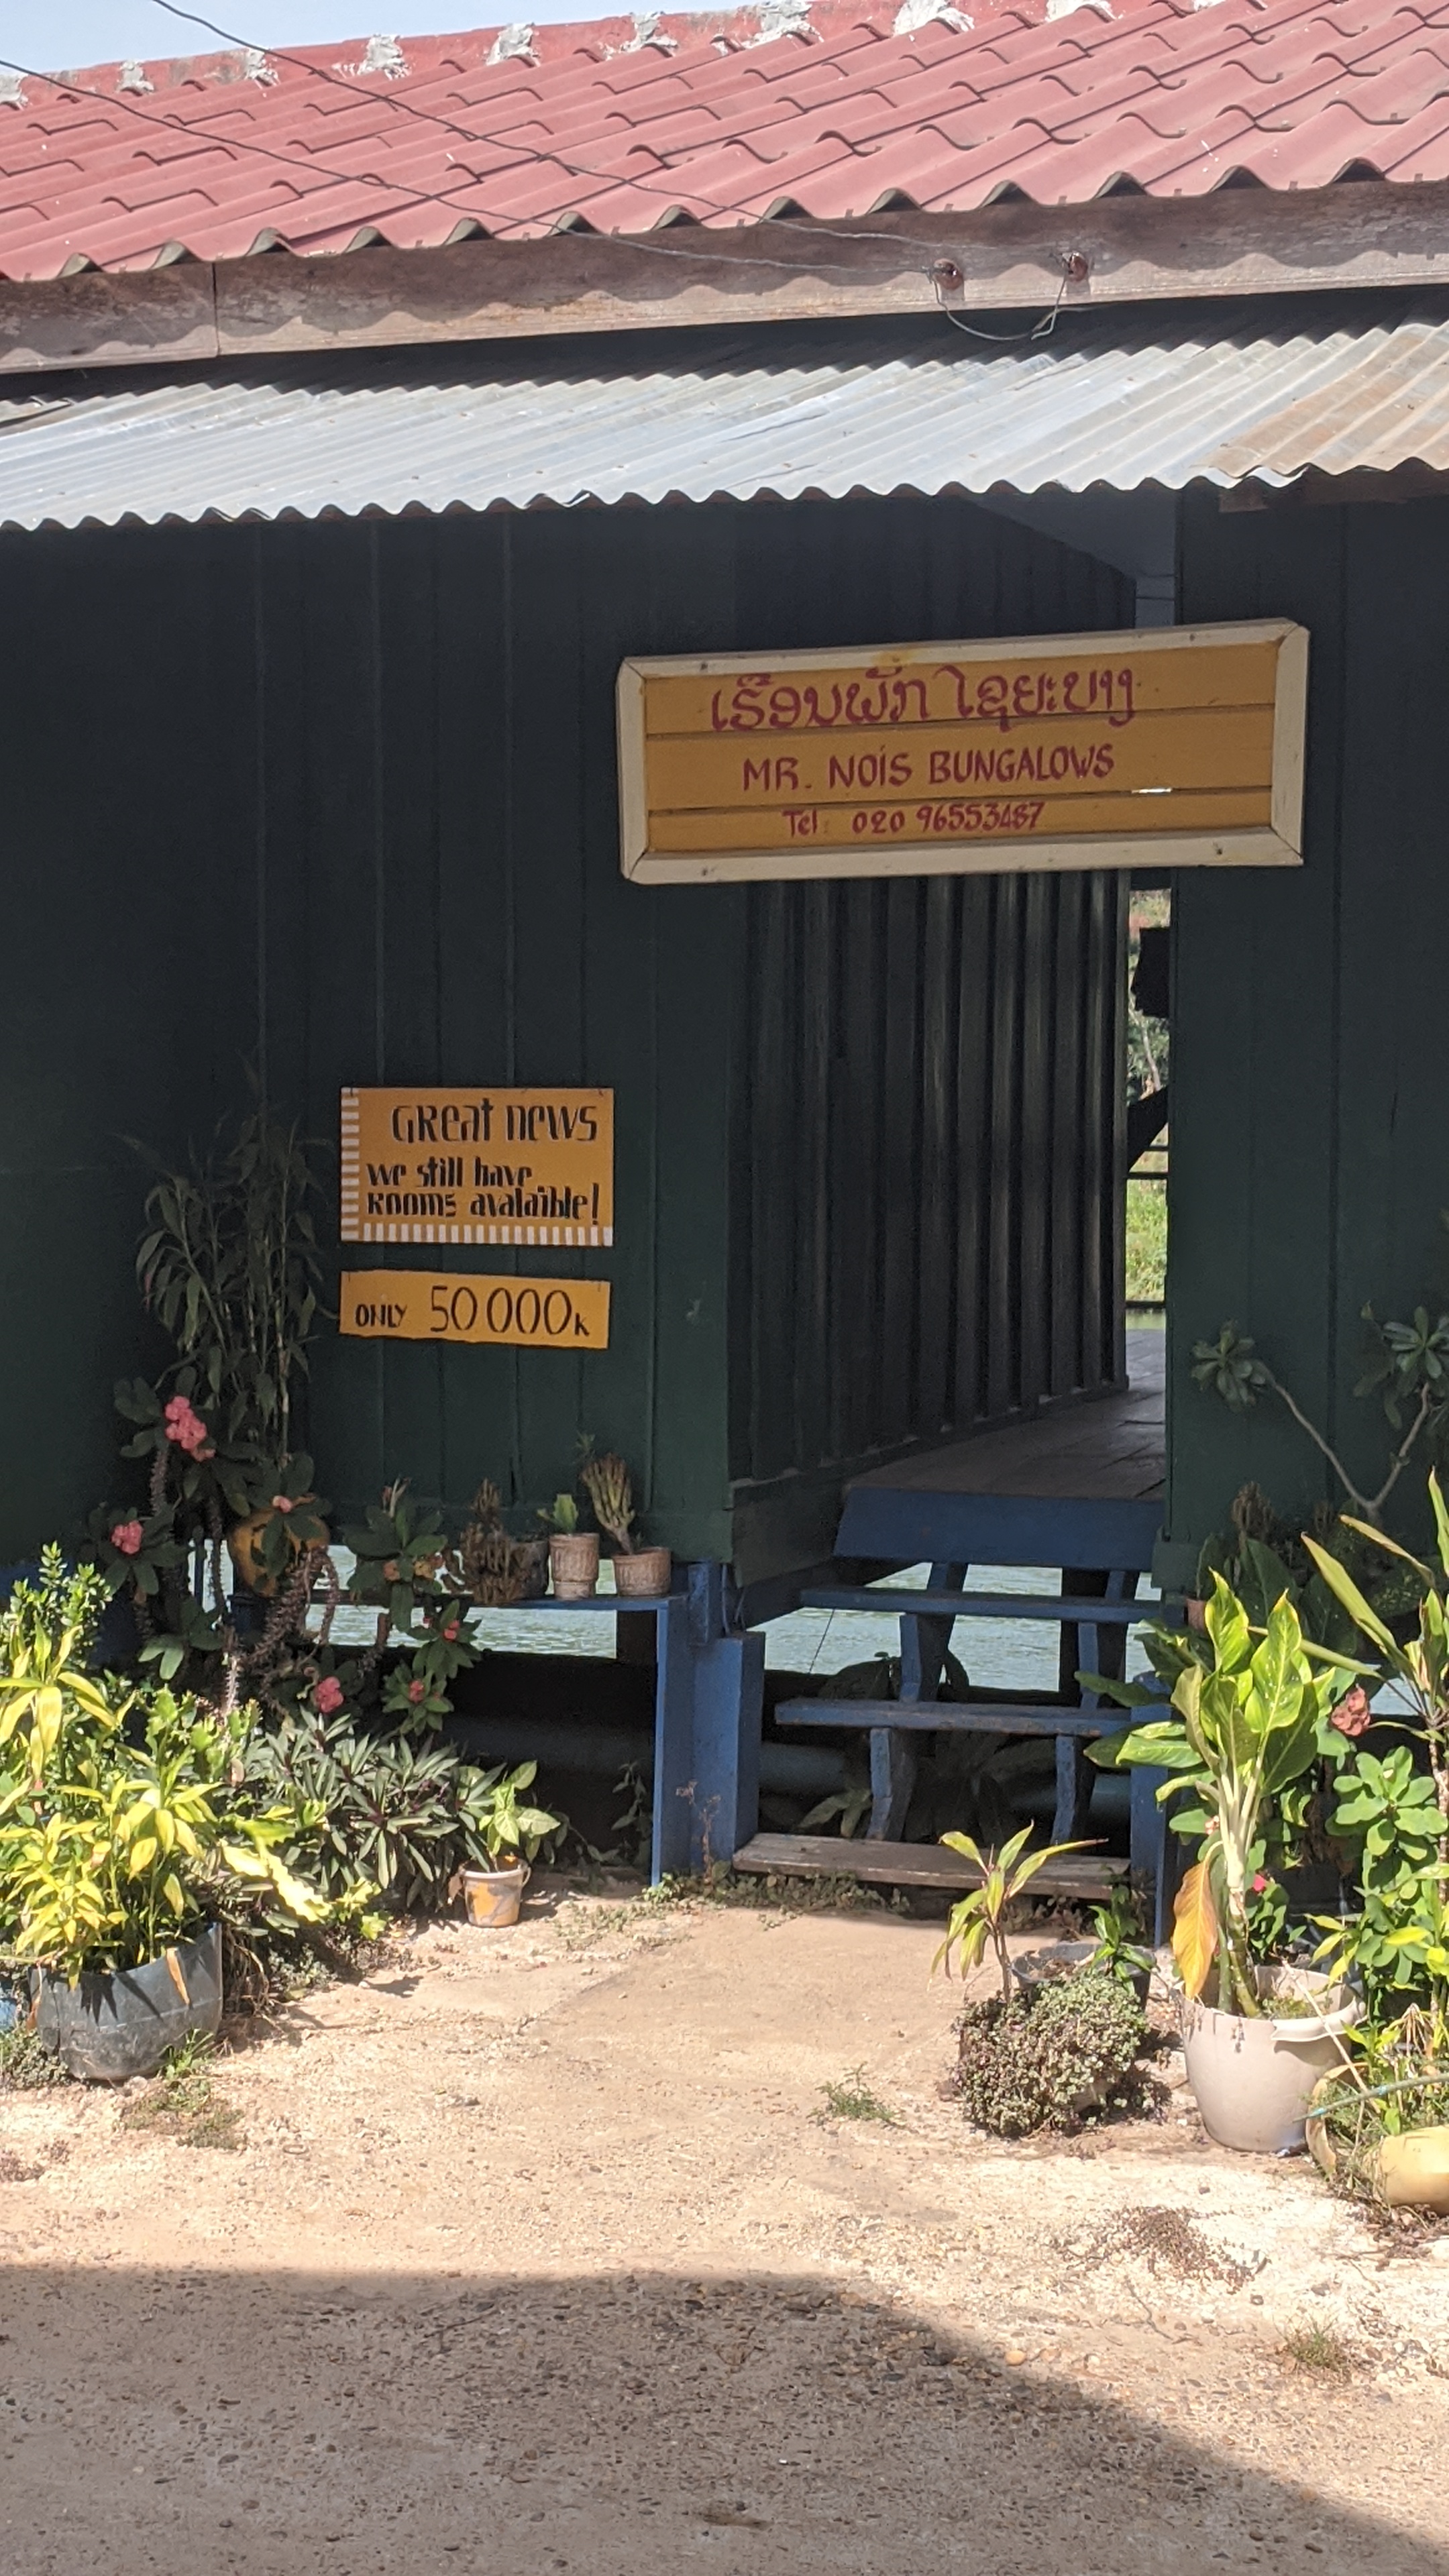 ເຮືອນພັກ ໄຊຍະບາງ
MR. NOIS BUNGALOWS
Tel: 020 96553487
GReat news
we still have
Rooms avalaible!
ONLY 50 000K